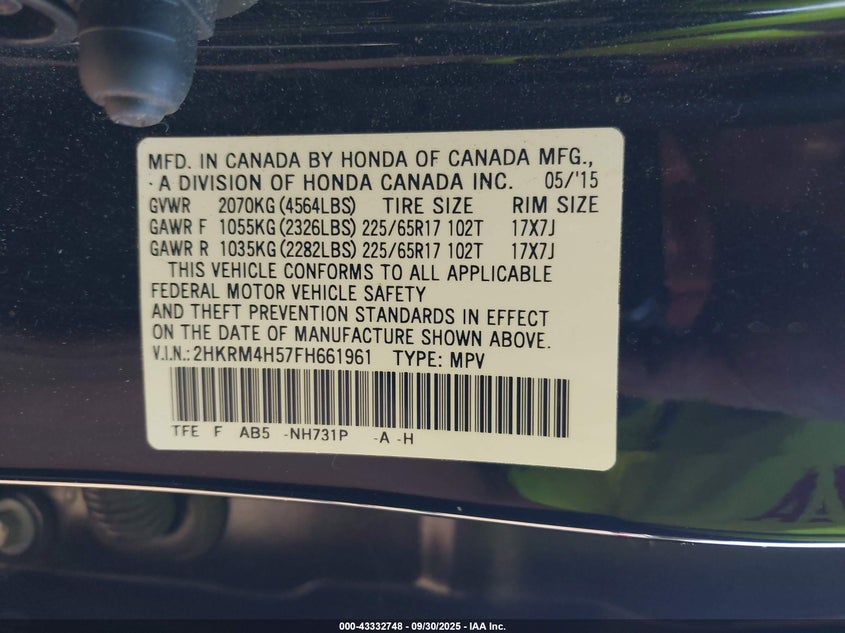 MFD. IN CANADA BY HONDA OF CANADA MFG.,
A DIVISION OF HONDA CANADA INC. 05/'15
GVWR 2070KG (4564LBS) TIRE SIZE RIM SIZE
GAWR F 1055KG (2326LBS) 225/65R17 102T 17X7J
GAWR R 1035KG (2282LBS) 225/65R17 102T 17X7J
THIS VEHICLE CONFORMS TO ALL APPLICABLE
FEDERAL MOTOR VEHICLE SAFETY
AND THEFT PREVENTION STANDARDS IN EFFECT
ON THE DATE OF MANUFACTURE SHOWN ABOVE.
V.I.N.: 2HKRM4H57FH661961 TYPE: MPV
TFE F AB5 -NH731P -A -H
000-43332748 - 09/30/2025 - IAA Inc.